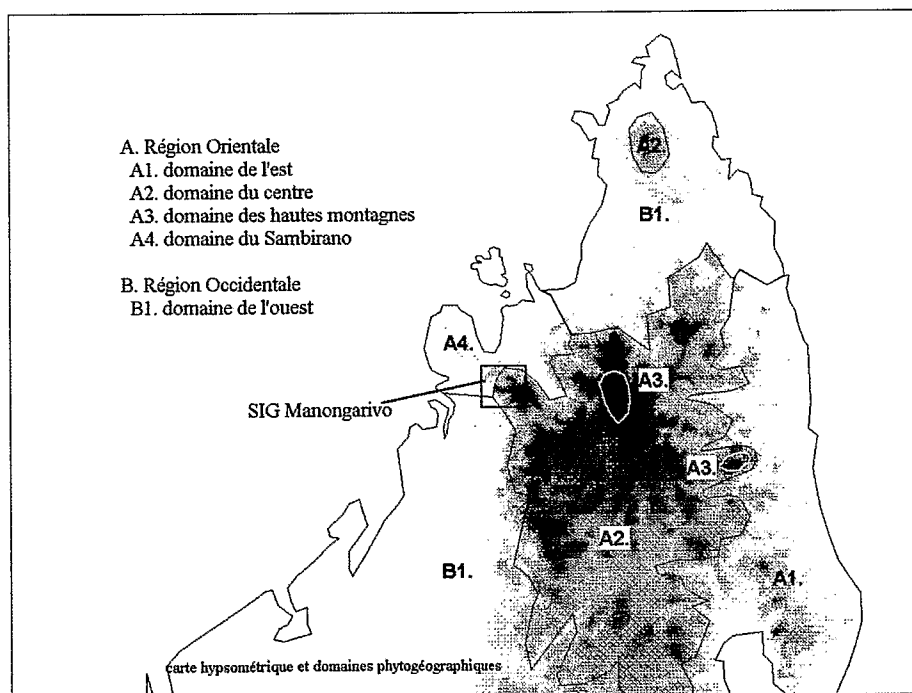 A. Région Orientale
A1. domaine de l'est
A2. domaine du centre
A3. domaine des hautes montagnes
A4. domaine du Sambirano
B. Région Occidentale
B1. domaine de l'ouest
A2.
B1.
A4.
A3.
SIG Manongarivo
A3.
A2.
B1.
A1.
carte hypsométrique et domaines phytogéographiques